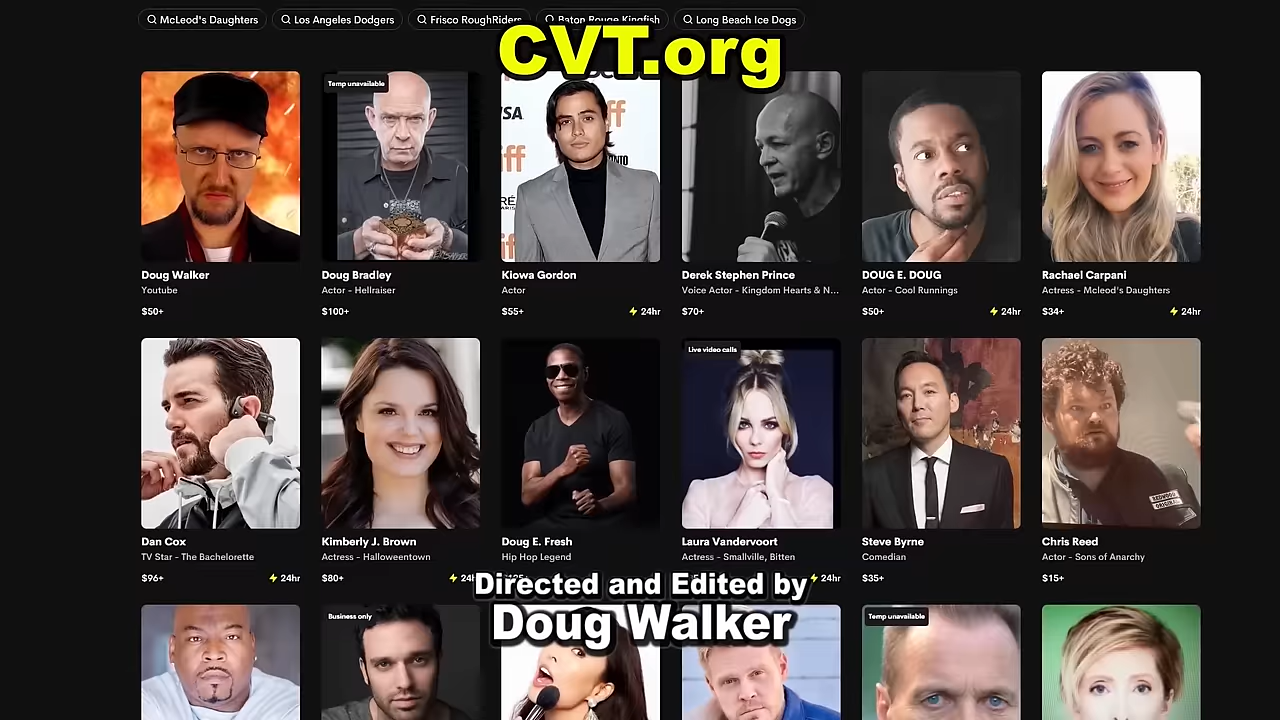 McLeod's Daughters
Los Angeles Dodgers
Frisco RoughRiders
Baton Rouge Kingfish
Long Beach Ice Dogs
CVT.org
Temp unavailable
Doug Walker
Youtube
$50+
Doug Bradley
Actor - Hellraiser
$100+
Kiowa Gordon
Actor
$55+
24hr
Derek Stephen Prince
Voice Actor - Kingdom Hearts & N...
$70+
DOUG E. DOUG
Actor - Cool Runnings
$50+
24hr
Rachael Carpani
Actress - Mcleod's Daughters
$34+
24hr
Live video calls
REDWOOD
ORIGINAL
Dan Cox
TV Star - The Bachelorette
$96+
24hr
Kimberly J. Brown
Actress - Halloweentown
$80+
Doug E. Fresh
Hip Hop Legend
Laura Vandervoort
Actress - Smallville, Bitten
24hr
Steve Byrne
Comedian
$35+
Chris Reed
Actor - Sons of Anarchy
$15+
Directed and Edited by
Doug Walker
Business only
Temp unavailable